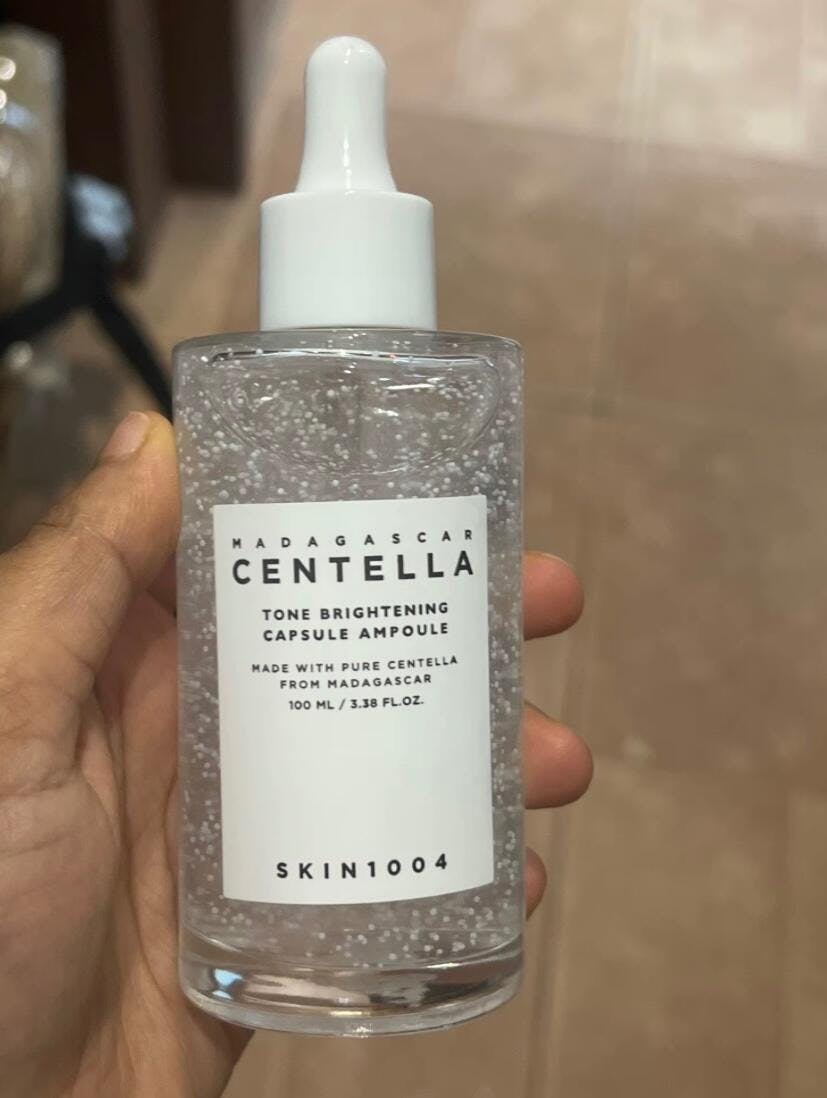 MADAGASCAR
CENTELLA
TONE BRIGHTENING
CAPSULE AMPOULE
MADE WITH PURE CENTELLA
FROM MADAGASCAR
100 ML / 3.38 FL.OZ.
SKIN1004